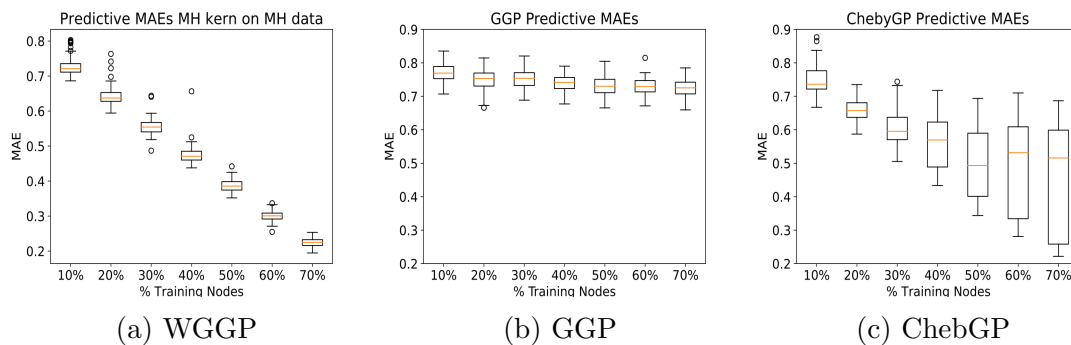 Predictive MAEs MH kern on MH data
0.8
0.7
0.6
0.5
0.4
0.3
0.2
MAE
10% 20% 30% 40% 50% 60% 70%
% Training Nodes
(a) WGGP
GGP Predictive MAEs
0.9
0.8
0.7
0.6
0.5
0.4
0.3
0.2
MAE
10% 20% 30% 40% 50% 60% 70%
% Training Nodes
(b) GGP
ChebyGP Predictive MAEs
0.9
0.8
0.7
0.6
0.5
0.4
0.3
0.2
MAE
10% 20% 30% 40% 50% 60% 70%
% Training Nodes
(c) ChebGP